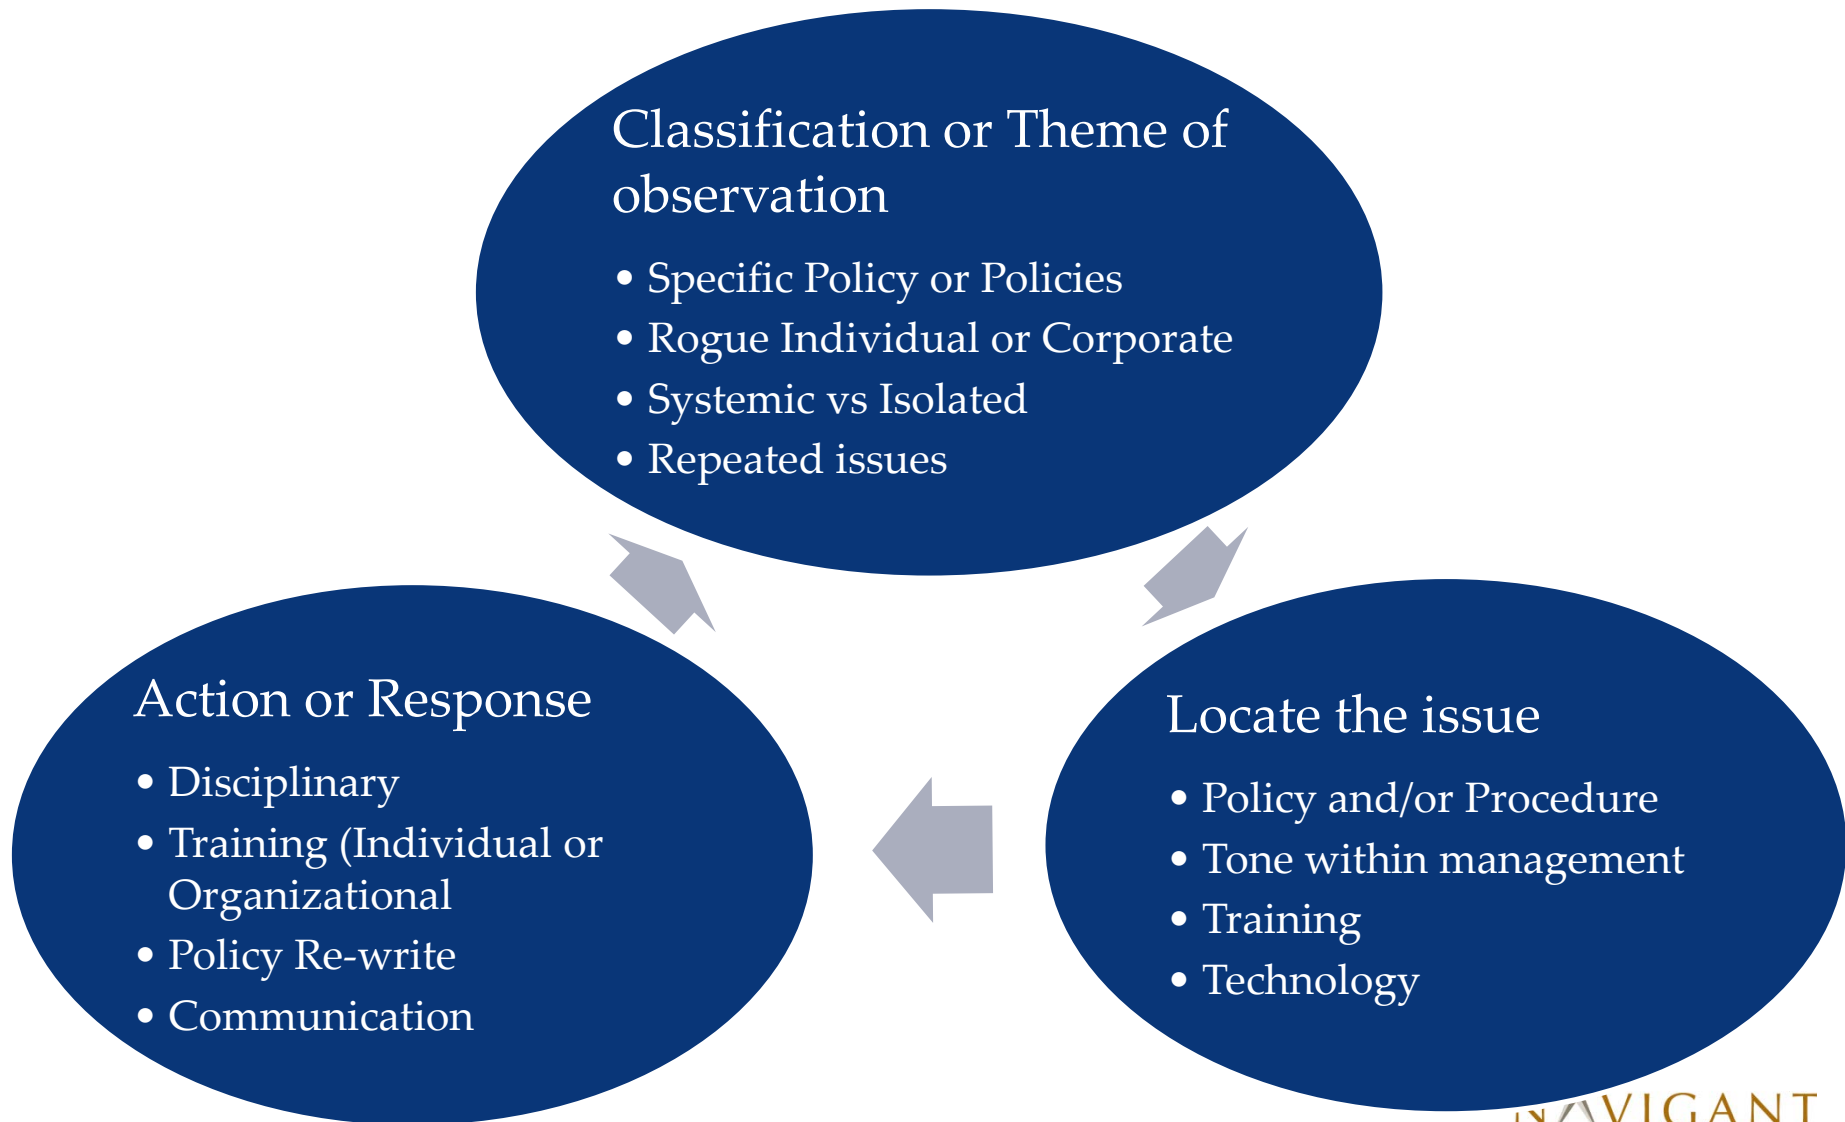 Classification or Theme of
observation
• Specific Policy or Policies
• Rogue Individual or Corporate
• Systemic vs Isolated
• Repeated issues
Action or Response
• Disciplinary
• Training (Individual or
Organizational
• Policy Re-write
• Communication
Locate the issue
• Policy and/or Procedure
• Tone within management
• Training
• Technology
NAVIGANT